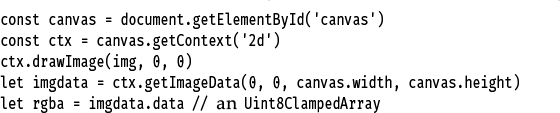 const canvas = document.getElementById('canvas')
const ctx = canvas.getContext('2d')
ctx.drawImage(img, 0, 0)
let imgdata = ctx.getImageData(0, 0, canvas.width, canvas.height)
let rgba = imgdata.data // an Uint8ClampedArray